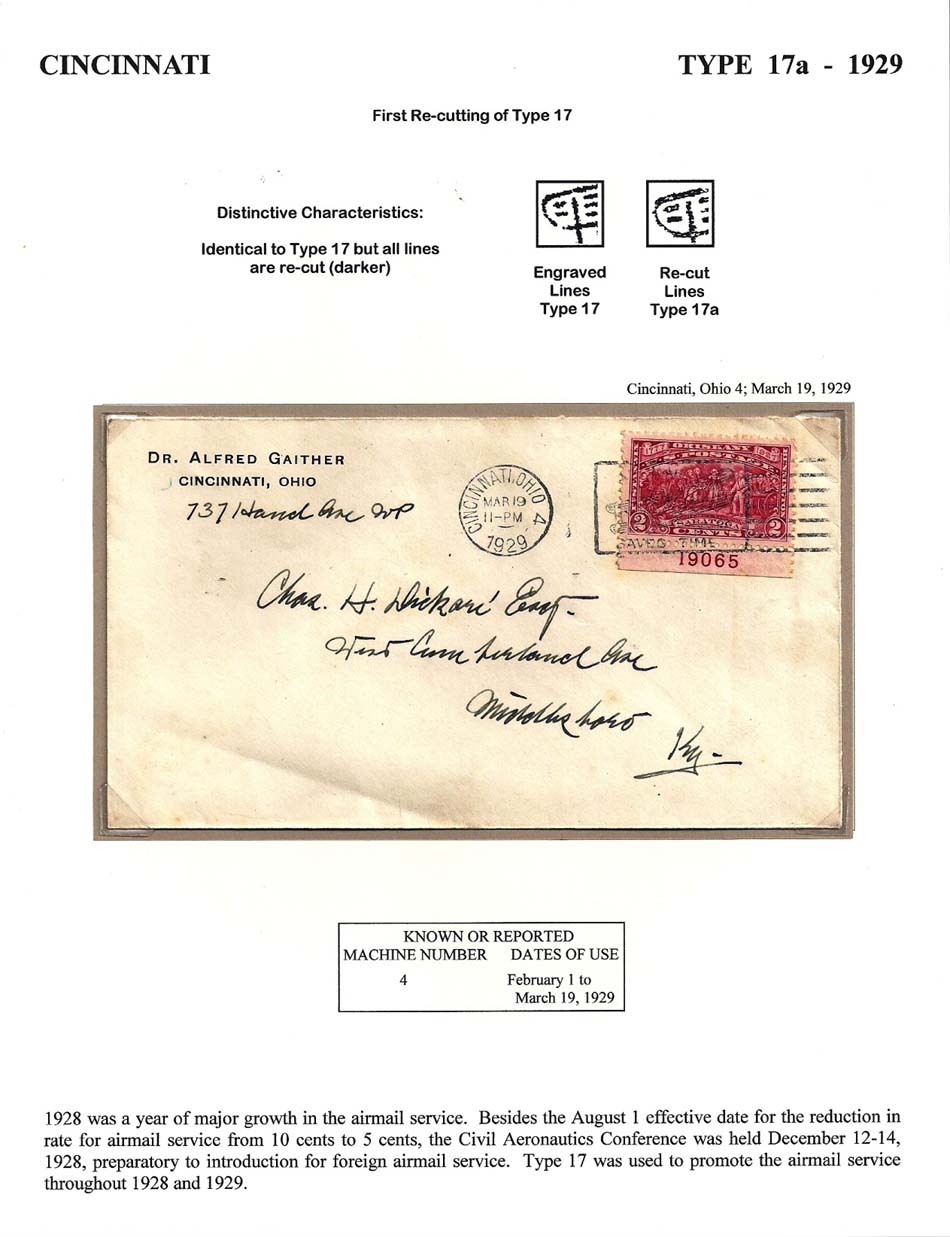 CINCINNATI TYPE 17a - 1929
First Re-cutting of Type 17
Distinctive Characteristics:
Identical to Type 17 but all lines
are re-cut (darker)
Engraved
Lines
Type 17
Re-cut
Lines
Type 17a
Cincinnati, Ohio 4; March 19, 1929
DR. ALFRED GAITHER
CINCINNATI, OHIO
737 Hand Ave WP
CINCINNATI, OHIO 4
MAR 19
11-PM
1929
ORISKANY
POSTAGE
2 SARATOGA 2
CENTS
SAVES TIME
19065
Chas. H. Esq.
West Cumberland Ave
Middlesboro
Ky-
KNOWN OR REPORTED
MACHINE NUMBER DATES OF USE
4 February 1 to
March 19, 1929
1928 was a year of major growth in the airmail service. Besides the August 1 effective date for the reduction in
rate for airmail service from 10 cents to 5 cents, the Civil Aeronautics Conference was held December 12-14,
1928, preparatory to introduction for foreign airmail service. Type 17 was used to promote the airmail service
throughout 1928 and 1929.